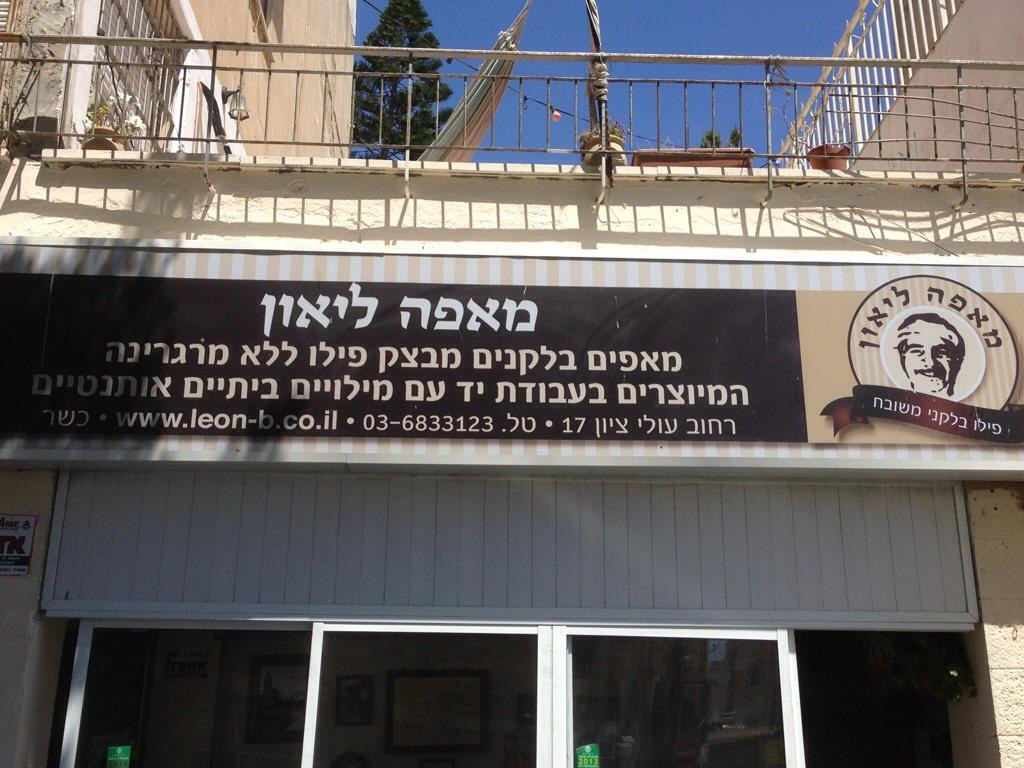 מאפה ליאון
מאפים בלקנים מבצק פילו ללא מרגרינה
המיוצרים בעבודת יד עם מילויים ביתיים אותנטיים
רחוב עולי ציון 17 • טל. 03-6833123 • www.leon-b.co.il • כשר
מאפה ליאון
פילו בלקני משובח
2013